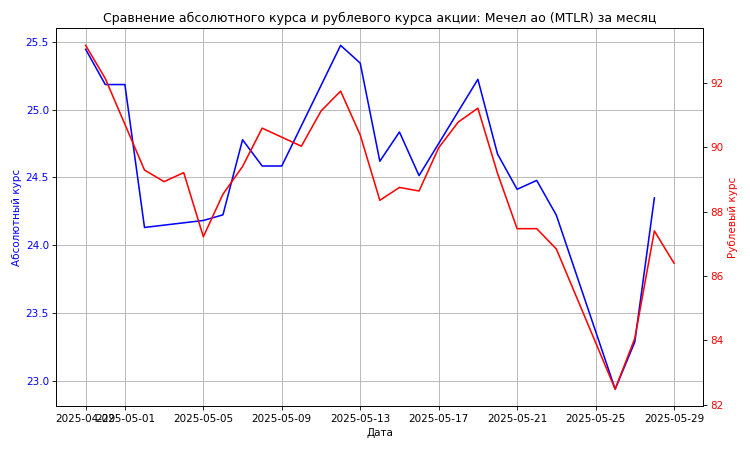 Сравнение абсолютного курса и рублевого курса акции: Мечел ао (MTLR) за месяц
25.5
25.0
24.5
24.0
23.5
23.0
Абсолютный курс
92
90
88
86
84
82
Рублевый курс
2025-04-29 2025-05-01 2025-05-05 2025-05-09 2025-05-13 2025-05-17 2025-05-21 2025-05-25 2025-05-29
Дата